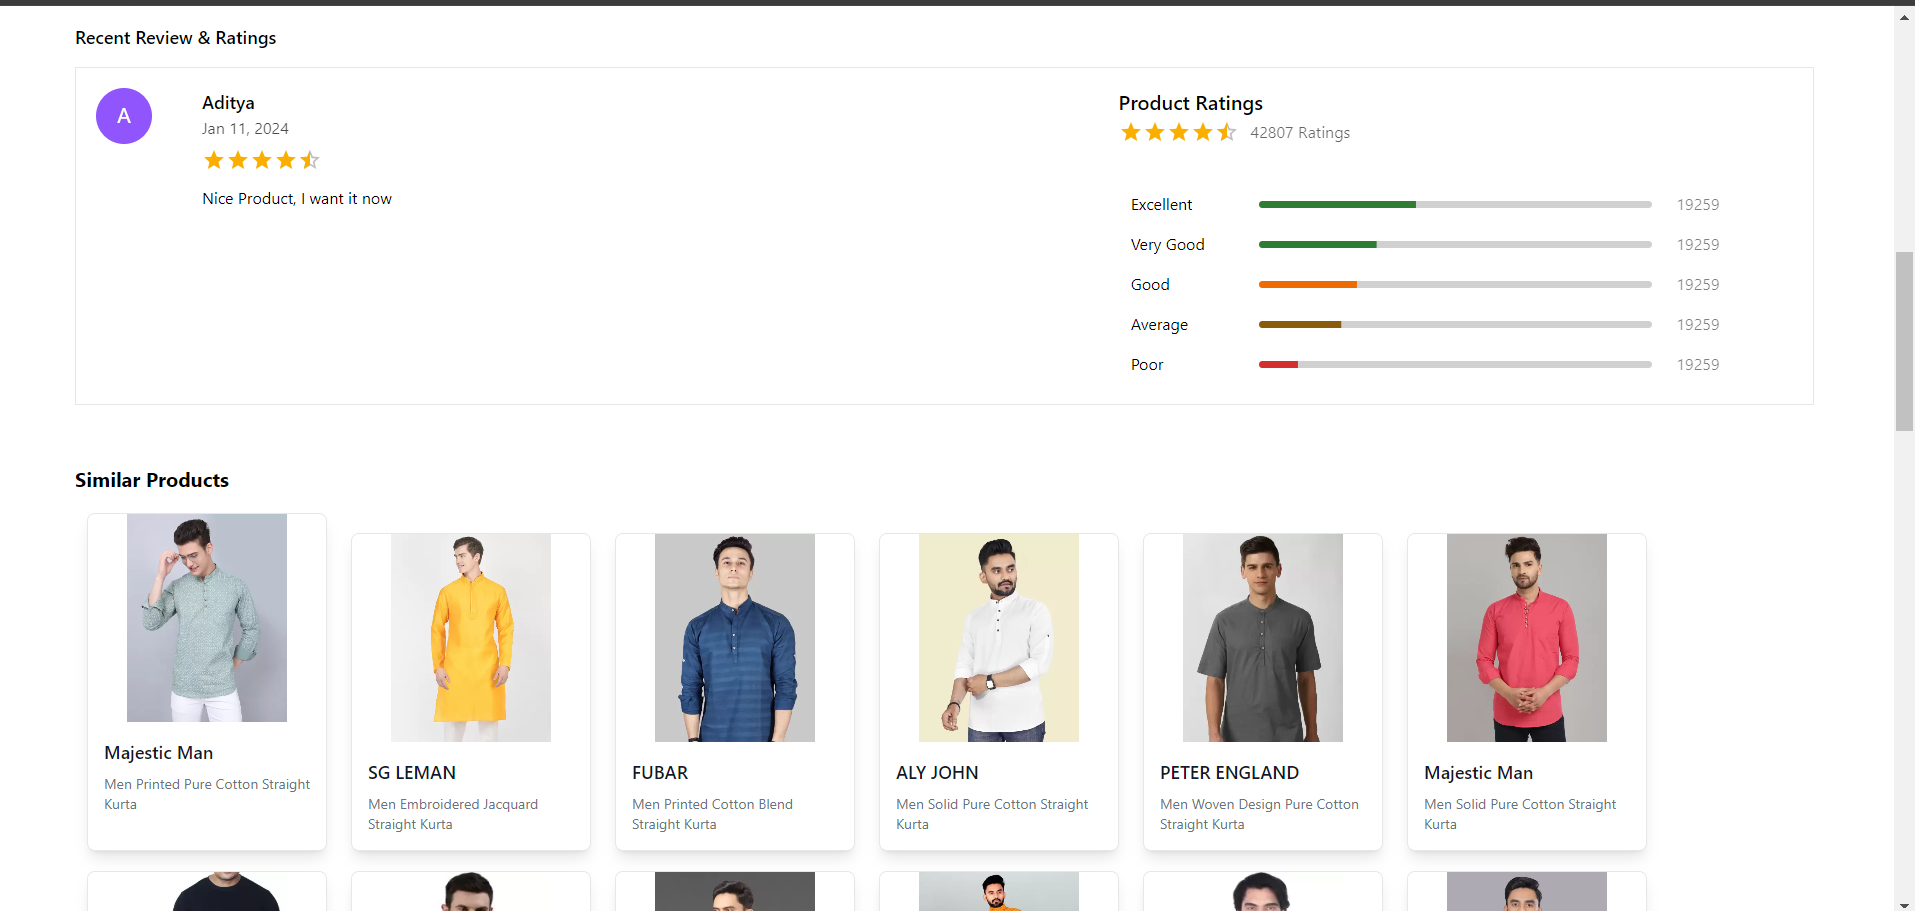 Recent Review & Ratings
A
Aditya
Jan 11, 2024
Nice Product, I want it now
Product Ratings
42807 Ratings
Excellent 19259
Very Good 19259
Good 19259
Average 19259
Poor 19259
Similar Products
Majestic Man
Men Printed Pure Cotton Straight
Kurta
SG LEMAN
Men Embroidered Jacquard
Straight Kurta
FUBAR
Men Printed Cotton Blend
Straight Kurta
ALY JOHN
Men Solid Pure Cotton Straight
Kurta
PETER ENGLAND
Men Woven Design Pure Cotton
Straight Kurta
Majestic Man
Men Solid Pure Cotton Straight
Kurta